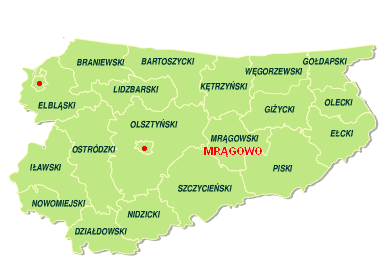 GOŁDAPSKI
BRANIEWSKI
BARTOSZYCKI
WĘGORZEWSKI
LIDZBARSKI
KĘTRZYŃSKI
ELBLĄSKI
GIŻYCKI
OLECKI
OLSZTYŃSKI
EŁCKI
MRĄGOWSKI
OSTRÓDZKI
MRĄGOWO
IŁAWSKI
PISKI
SZCZYCIEŃSKI
NOWOMIEJSKI
NIDZICKI
DZIAŁDOWSKI